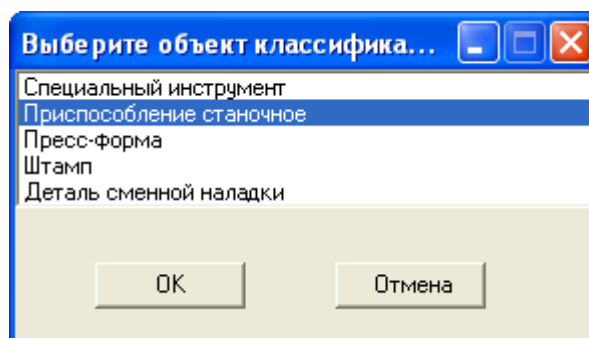 Выберите объект классифика...
Специальный инструмент
Приспособление станочное
Пресс-форма
Штамп
Деталь сменной наладки
OK Отмена